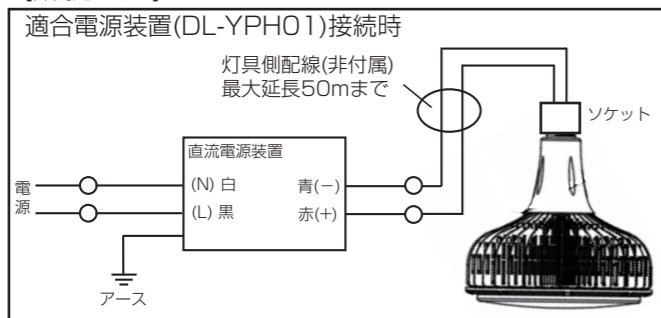 適合電源装置(DL-YPH01)接続時
灯具側配線(非付属)
最大延長50mまで
ソケット
直流電源装置
電源
(N) 白
青(−)
(L) 黒
赤(+)
アース